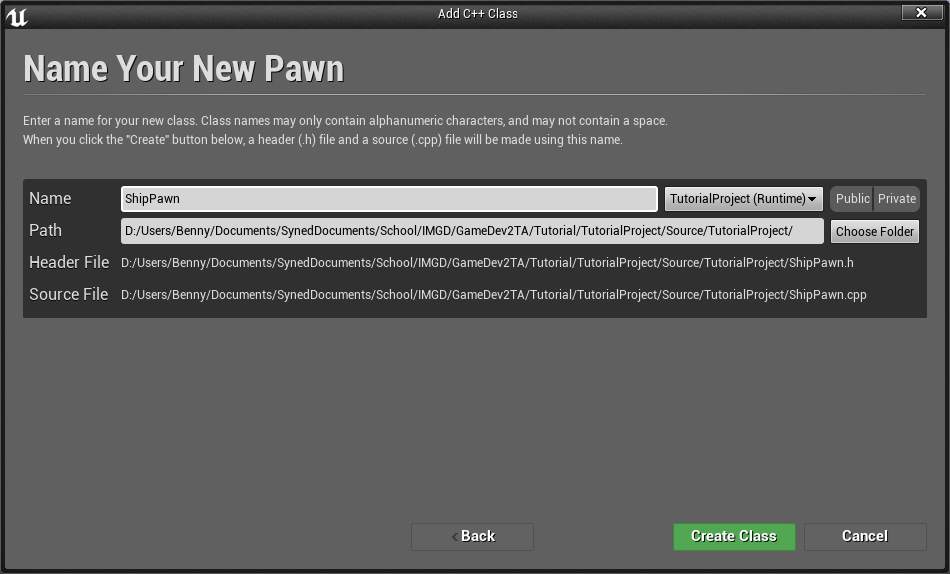 Add C++ Class
Name Your New Pawn
Enter a name for your new class. Class names may only contain alphanumeric characters, and may not contain a space.
When you click the "Create" button below, a header (.h) file and a source (.cpp) file will be made using this name.
Name ShipPawn TutorialProject (Runtime) Public Private
Path D:/Users/Benny/Documents/SynedDocuments/School/IMGD/GameDev2TA/Tutorial/TutorialProject/Source/TutorialProject/ Choose Folder
Header File D:/Users/Benny/Documents/SynedDocuments/School/IMGD/GameDev2TA/Tutorial/TutorialProject/Source/TutorialProject/ShipPawn.h
Source File D:/Users/Benny/Documents/SynedDocuments/School/IMGD/GameDev2TA/Tutorial/TutorialProject/Source/TutorialProject/ShipPawn.cpp
< Back Create Class Cancel